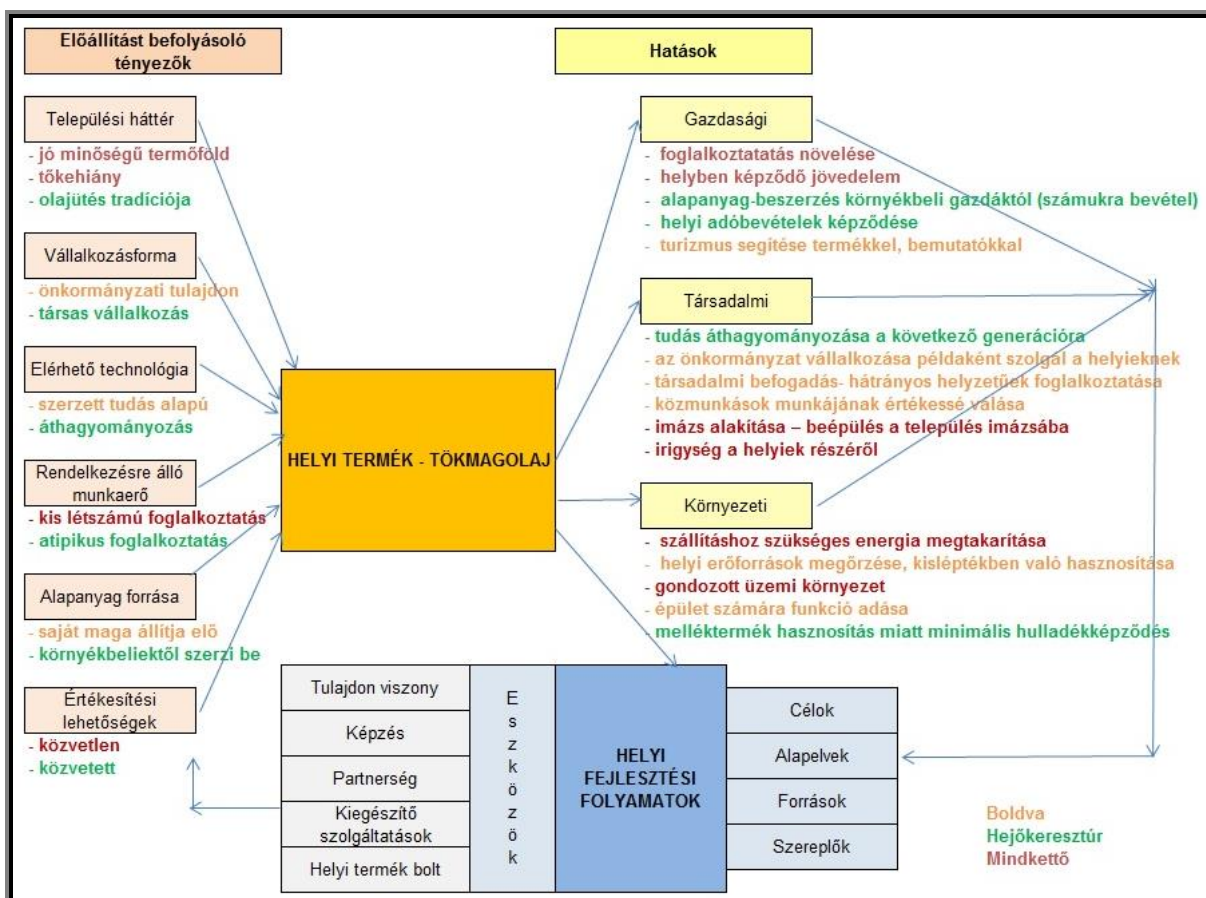 Előállítást befolyásoló
tényezők
Települési háttér
- jó minőségű termőföld
- tőkehiány
- olajütés tradíciója
Vállalkozásforma
- önkormányzati tulajdon
- társas vállalkozás
Elérhető technológia
- szerzett tudás alapú
- áthagyományozás
Rendelkezésre álló
munkaerő
- kis létszámú foglalkoztatás
- atipikus foglalkoztatás
Alapanyag forrása
- saját maga állítja elő
- környékbeliektől szerzi be
Értékesítési
lehetőségek
- közvetlen
- közvetett
HELYI TERMÉK - TÖKMAGOLAJ
Hatások
Gazdasági
- foglalkoztatatás növelése
- helyben képződő jövedelem
- alapanyag-beszerzés környékbeli gazdáktól (számukra bevétel)
- helyi adóbevételek képződése
- turizmus segítése termékkel, bemutatókkal
Társadalmi
- tudás áthagyományozása a következő generációra
- az önkormányzat vállalkozása példaként szolgál a helyieknek
- társadalmi befogadás- hátrányos helyzetűek foglalkoztatása
- közmunkások munkájának értékessé válása
- imázs alakítása – beépülés a település imázsába
- irigység a helyiek részéről
Környezeti
- szállításhoz szükséges energia megtakarítása
- helyi erőforrások megőrzése, kisléptékben való hasznosítása
- gondozott üzemi környezet
- épület számára funkció adása
- melléktermék hasznosítás miatt minimális hulladékképződés
Tulajdon viszony
Képzés
Partnerség
Kiegészítő
szolgáltatások
Helyi termék bolt
E
s
z
k
ö
z
ö
k
HELYI
FEJLESZTÉSI
FOLYAMATOK
Célok
Alapelvek
Források
Szereplők
Boldva
Hejőkeresztúr
Mindkettő